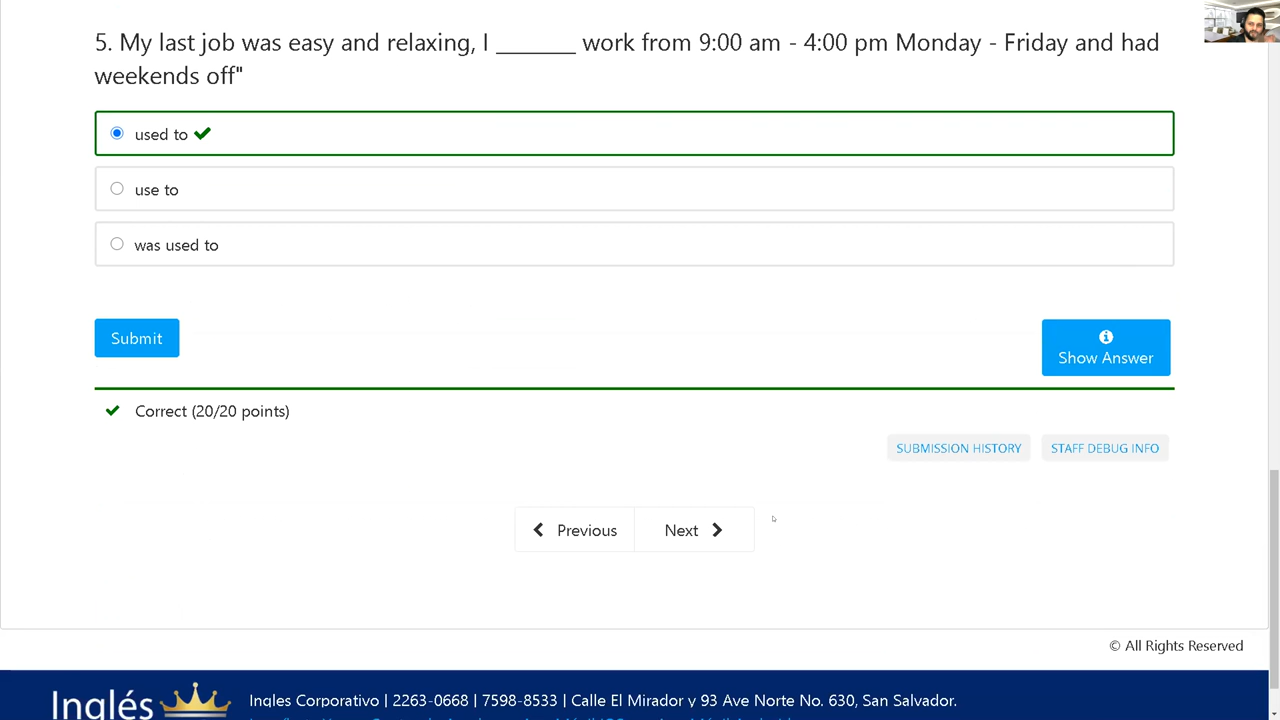 5. My last job was easy and relaxing, I _______ work from 9:00 am - 4:00 pm Monday - Friday and had
weekends off"
used to
use to
was used to
Submit
Show Answer
Correct (20/20 points)
SUBMISSION HISTORY
STAFF DEBUG INFO
Previous
Next
© All Rights Reserved
Inglés
Ingles Corporativo | 2263-0668 | 7598-8533 | Calle El Mirador y 93 Ave Norte No. 630, San Salvador.